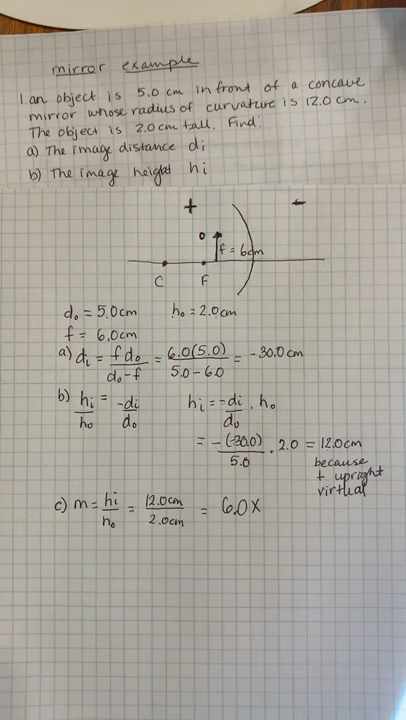 mirror example
1. an object is 5.0 cm in front of a concave
mirror whose radius of curvature is 12.0 cm.
The object is 2.0 cm tall. Find:
a) The image distance di
b) The image height hi
+ -
o
f = 6cm
C F
do = 5.0cm ho = 2.0cm
f = 6.0cm
a) di = f do / do - f = 6.0(5.0) / 5.0 - 6.0 = -30.0 cm
b) hi / ho = -di / do hi = -di / do . ho
= -(-30.0) / 5.0 . 2.0 = 12.0cm
because
+ upright
virtual
c) m = hi / ho = 12.0cm / 2.0cm = 6.0X